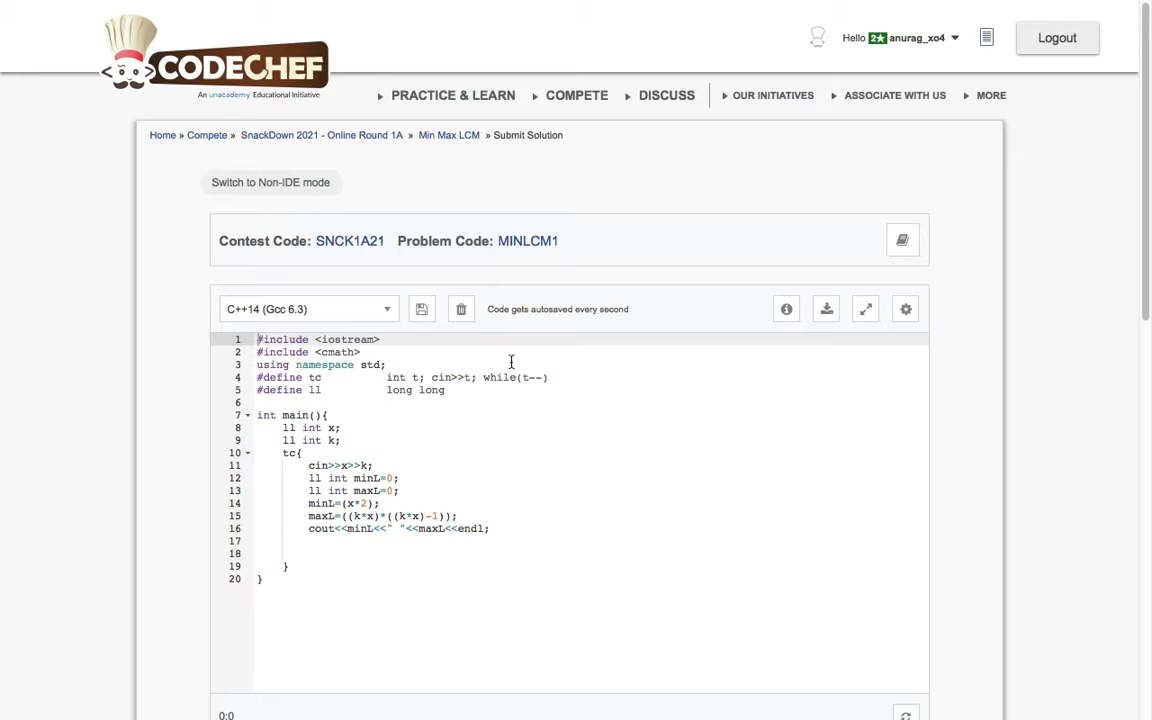 Hello 2★ anurag_xo4
Logout
CODECHEF
An unacademy Educational Initiative
PRACTICE & LEARN COMPETE DISCUSS OUR INITIATIVES ASSOCIATE WITH US MORE
Home » Compete » SnackDown 2021 - Online Round 1A » Min Max LCM » Submit Solution
Switch to Non-IDE mode
Contest Code: SNCK1A21 Problem Code: MINLCM1
C++14 (Gcc 6.3) Code gets autosaved every second
1 #include <iostream>
2 #include <cmath>
3 using namespace std;
4 #define tc int t; cin>>t; while(t--)
5 #define ll long long
6
7 int main(){
8 ll int x;
9 ll int k;
10 tc{
11 cin>>x>>k;
12 ll int minL=0;
13 ll int maxL=0;
14 minL=(x*2);
15 maxL=((k*x)*((k*x)-1));
16 cout<<minL<<" "<<maxL<<endl;
17
18
19 }
20 }
0:0